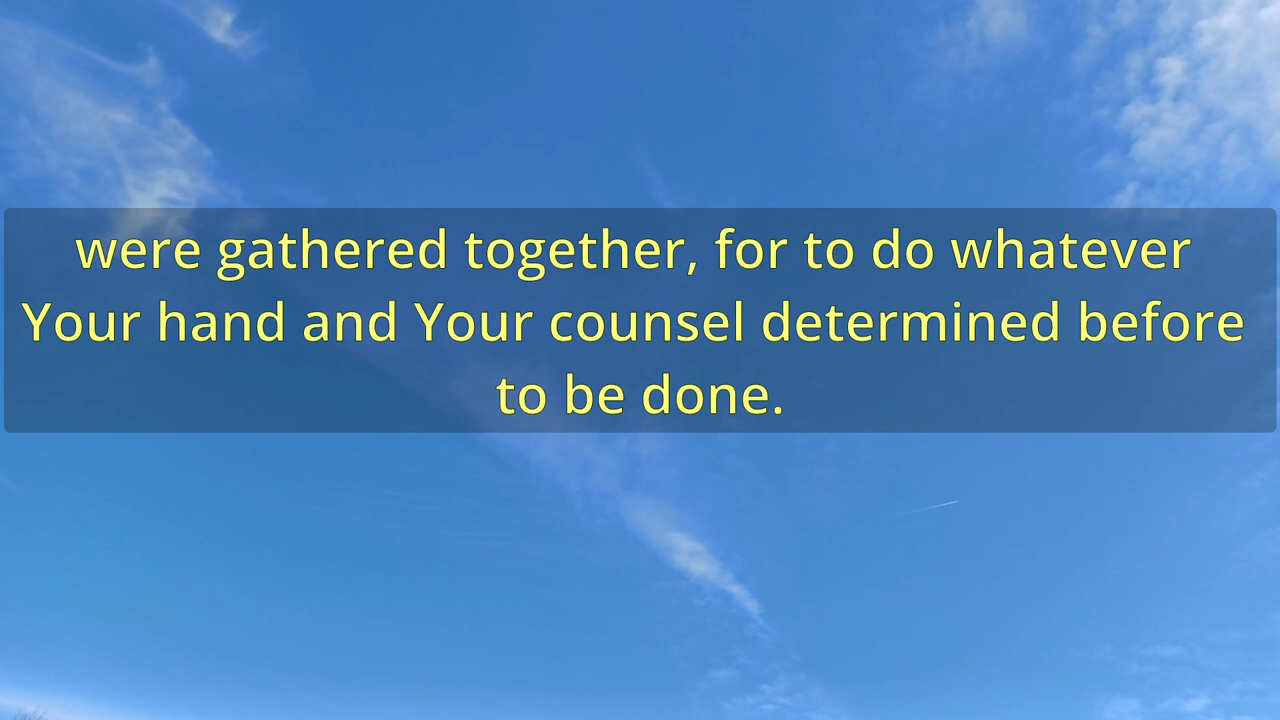 were gathered together, for to do whatever
Your hand and Your counsel determined before
to be done.